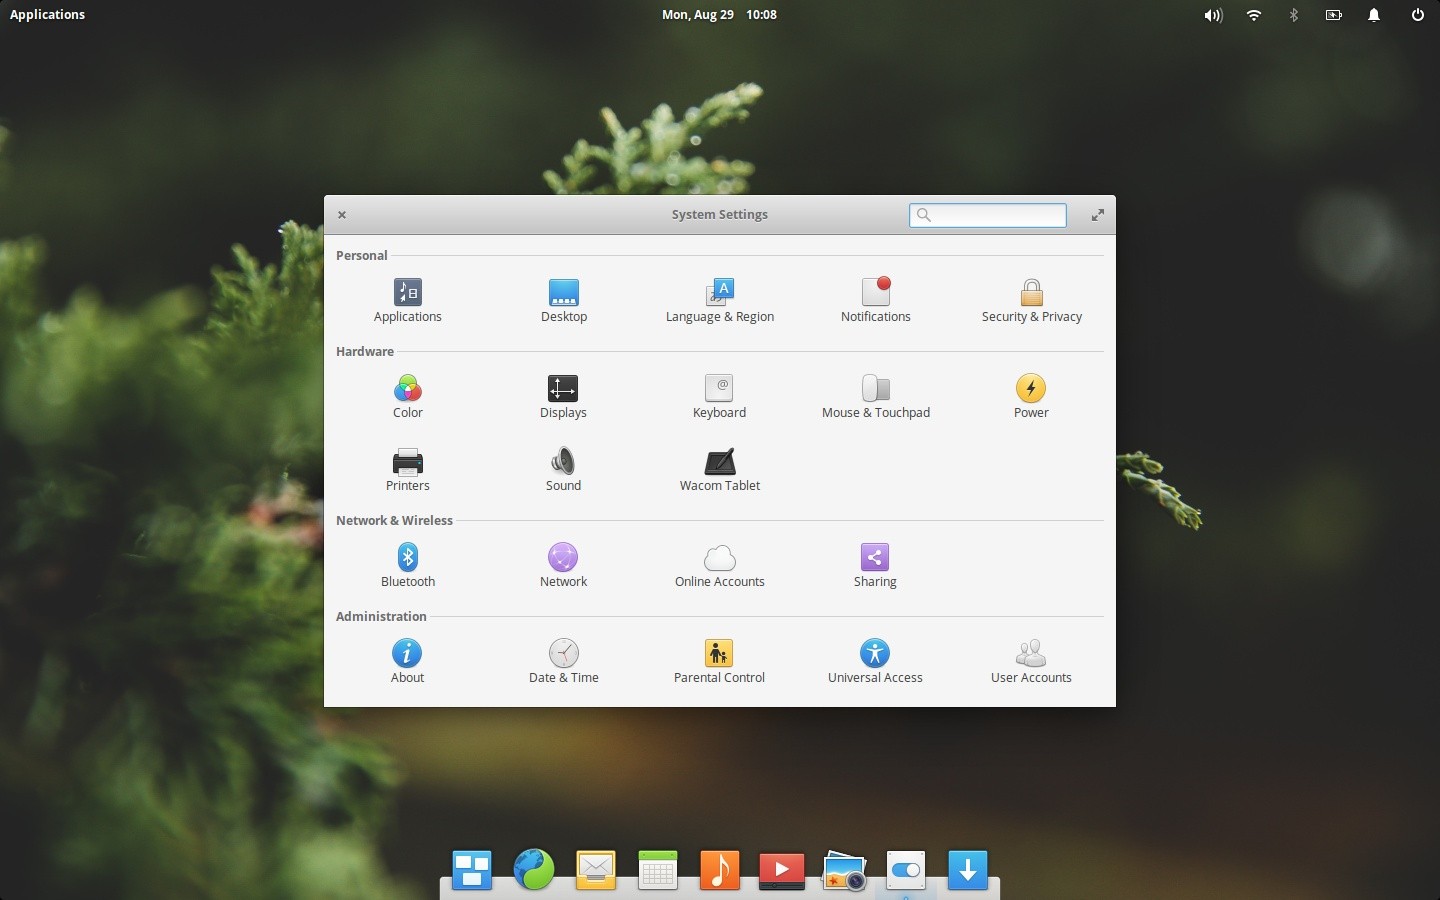 Applications
Mon, Aug 29 10:08
System Settings
Personal
Applications
Desktop
Language & Region
Notifications
Security & Privacy
Hardware
Color
Displays
Keyboard
Mouse & Touchpad
Power
Printers
Sound
Wacom Tablet
Network & Wireless
Bluetooth
Network
Online Accounts
Sharing
Administration
About
Date & Time
Parental Control
Universal Access
User Accounts